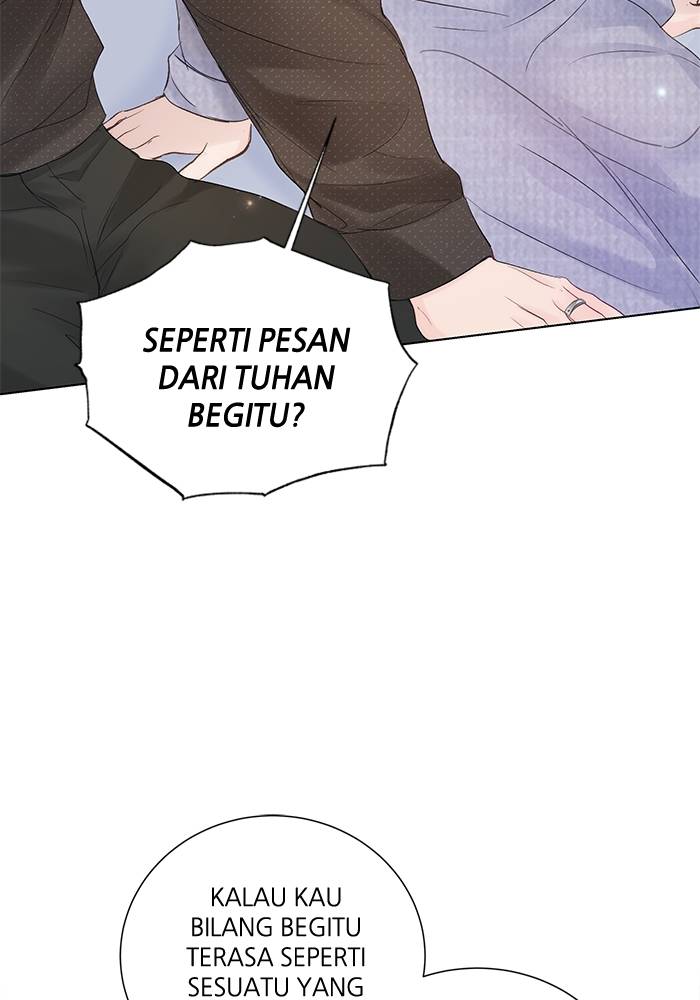 SEPERTI PESAN
DARI TUHAN
BEGITU?
KALAU KAU
BILANG BEGITU
TERASA SEPERTI
SESUATU YANG